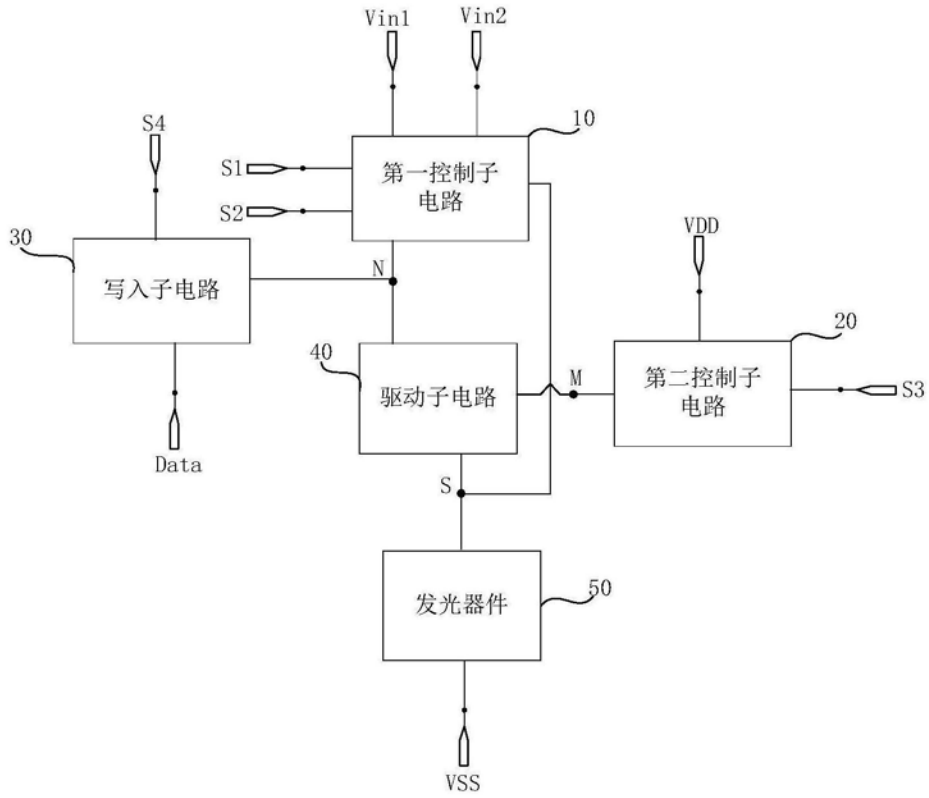 Vin1
Vin2
S4
10
S1
第一控制子
电路
S2
VDD
30
N
写入子电路
20
40
M
第二控制子
电路
驱动子电路
S3
Data
S
50
发光器件
VSS